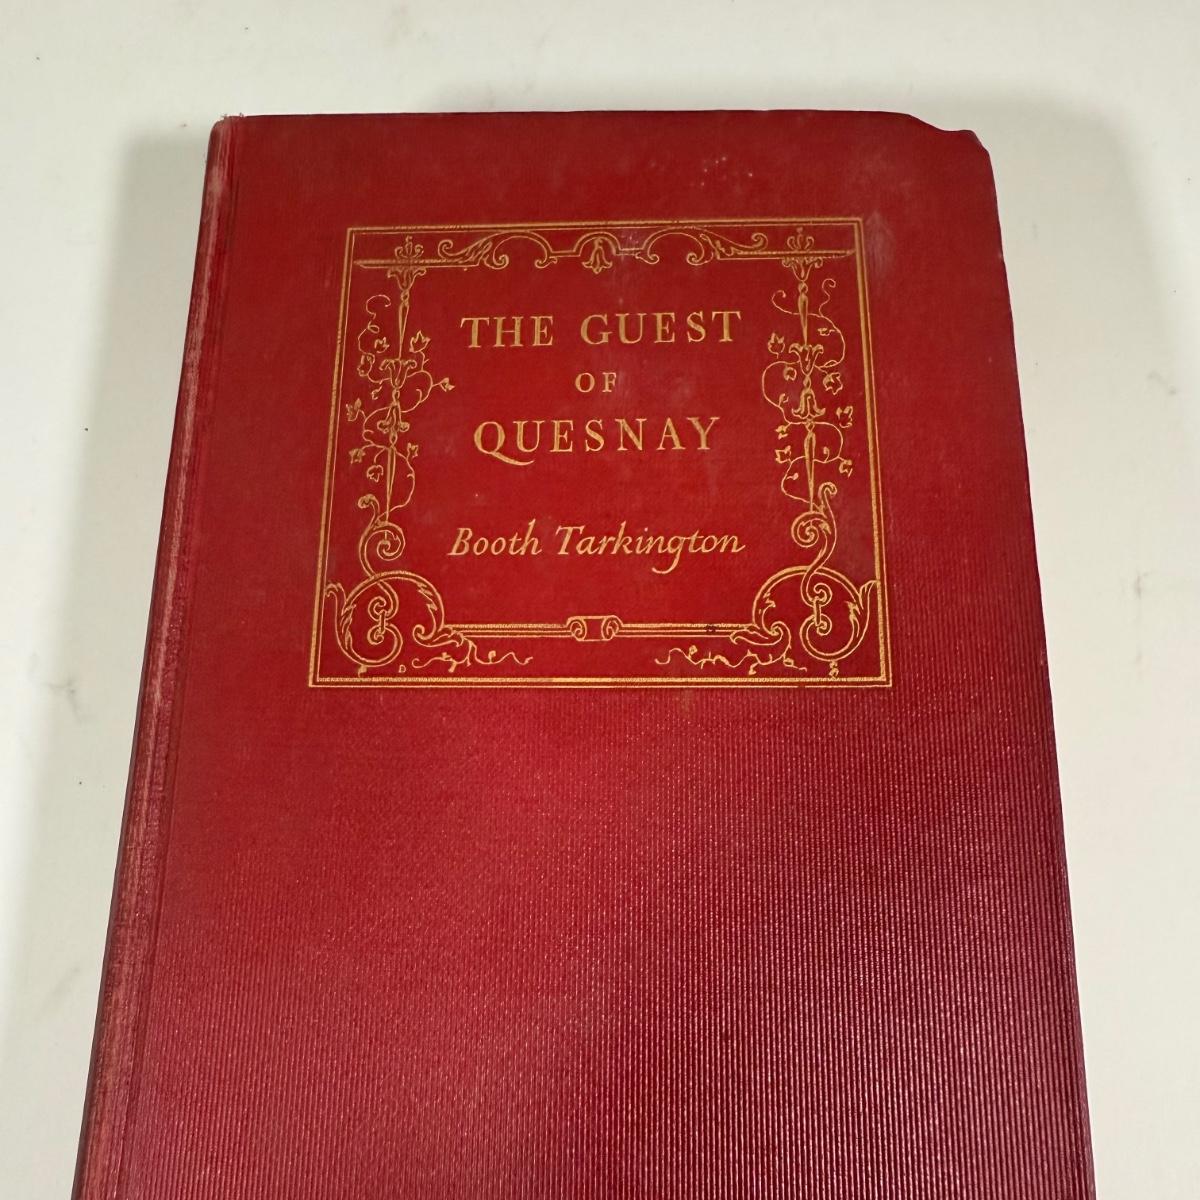 THE GUEST
OF
QUESNAY
Booth Tarkington
D